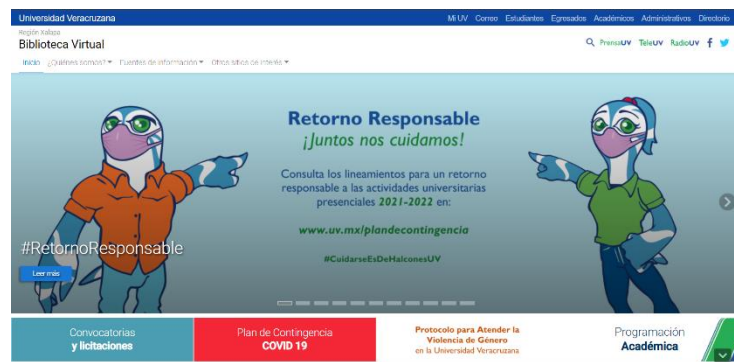 Universidad Veracruzana
Mi UV Correo Estudiantes Egresados Académicos Administrativos Directorio
Región Xalapa
Biblioteca Virtual
PrensaUV TeleUV RadioUV
Inicio ¿Quiénes somos? Fuentes de información Otros sitios de interés
Retorno Responsable
¡Juntos nos cuidamos!
Consulta los lineamientos para un retorno
responsable a las actividades universitarias
presenciales 2021-2022 en:
www.uv.mx/plandecontingencia
#CuidarseEsDeHalconesUV
#RetornoResponsable
Leer más
Convocatorias
y licitaciones
Plan de Contingencia
COVID 19
Protocolo para Atender la
Violencia de Género
en la Universidad Veracruzana
Programación
Académica